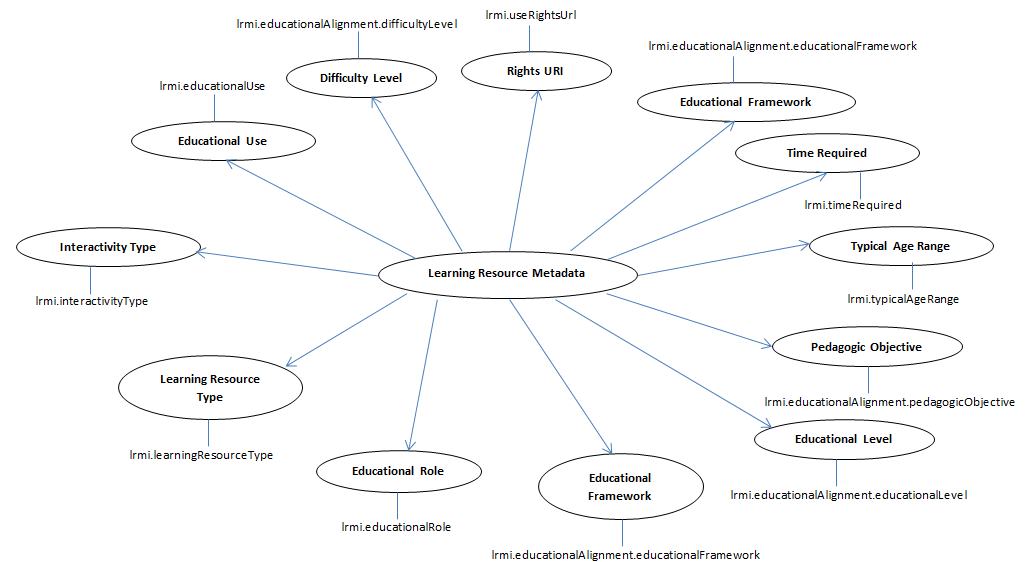 lrmi.useRightsUrl
lrmi.educationalAlignment.difficultyLevel
lrmi.educationalAlignment.educationalFramework
Difficulty Level
Rights URI
lrmi.educationalUse
Educational Framework
Educational Use
Time Required
lrmi.timeRequired
Interactivity Type
Typical Age Range
Learning Resource Metadata
lrmi.interactivityType
lrmi.typicalAgeRange
Pedagogic Objective
Learning Resource
Type
lrmi.educationalAlignment.pedagogicObjective
Educational Level
lrmi.learningResourceType
Educational Role
Educational
Framework
lrmi.educationalAlignment.educationalLevel
lrmi.educationalRole
lrmi.educationalAlignment.educationalFramework